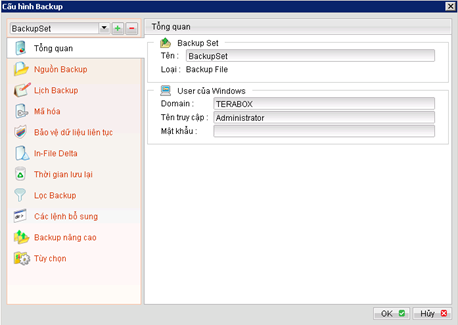 Cấu hình Backup
BackupSet
Tổng quan
Nguồn Backup
Lịch Backup
Mã hóa
Bảo vệ dữ liệu liên tục
In-File Delta
Thời gian lưu lại
Lọc Backup
Các lệnh bổ sung
Backup nâng cao
Tùy chọn
Tổng quan
Backup Set
Tên : BackupSet
Loại : Backup File
User của Windows
Domain : TERABOX
Tên truy cập : Administrator
Mật khẩu :
OK Hủy